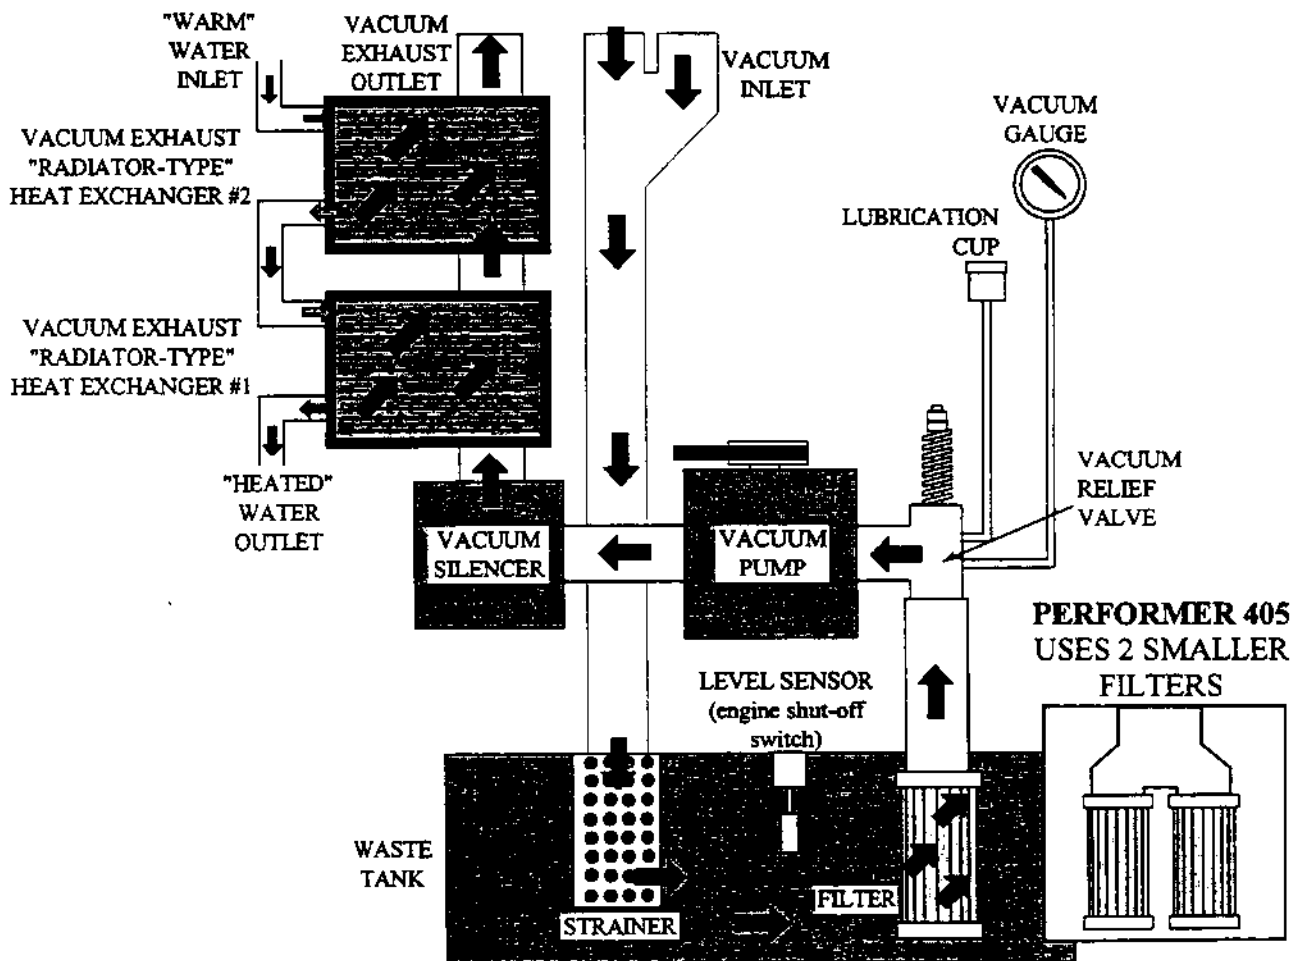 "WARM"
WATER
INLET
VACUUM
EXHAUST
OUTLET
VACUUM
INLET
VACUUM
GAUGE
VACUUM EXHAUST
"RADIATOR-TYPE"
HEAT EXCHANGER #2
LUBRICATION
CUP
VACUUM EXHAUST
"RADIATOR-TYPE"
HEAT EXCHANGER #1
"HEATED"
WATER
OUTLET
VACUUM
SILENCER
VACUUM
PUMP
VACUUM
RELIEF
VALVE
PERFORMER 405
USES 2 SMALLER
FILTERS
LEVEL SENSOR
(engine shut-off
switch)
WASTE
TANK
STRAINER
FILTER